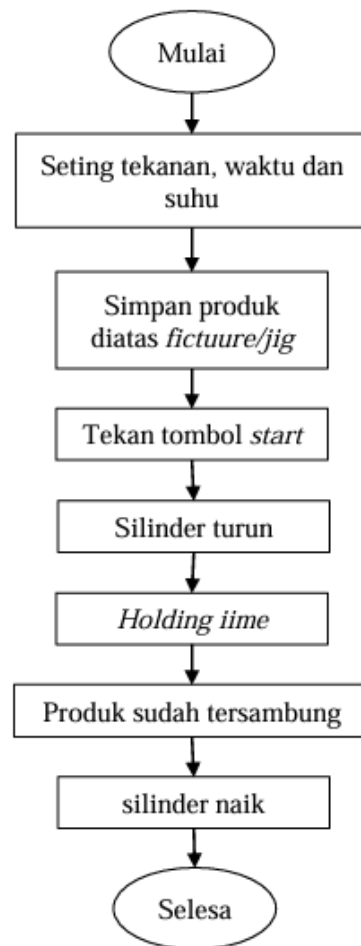 Mulai
Seting tekanan, waktu dan
suhu
Simpan produk
diatas fictuure/jig
Tekan tombol start
Silinder turun
Holding iime
Produk sudah tersambung
silinder naik
Selesa